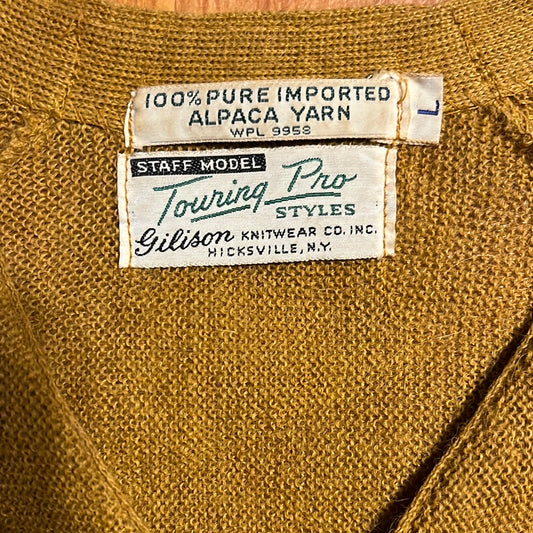 100% PURE IMPORTED
ALPACA YARN
WPL 9958
L
STAFF MODEL
Touring Pro
STYLES
Gilison KNITWEAR CO. INC.
HICKSVILLE, N.Y.